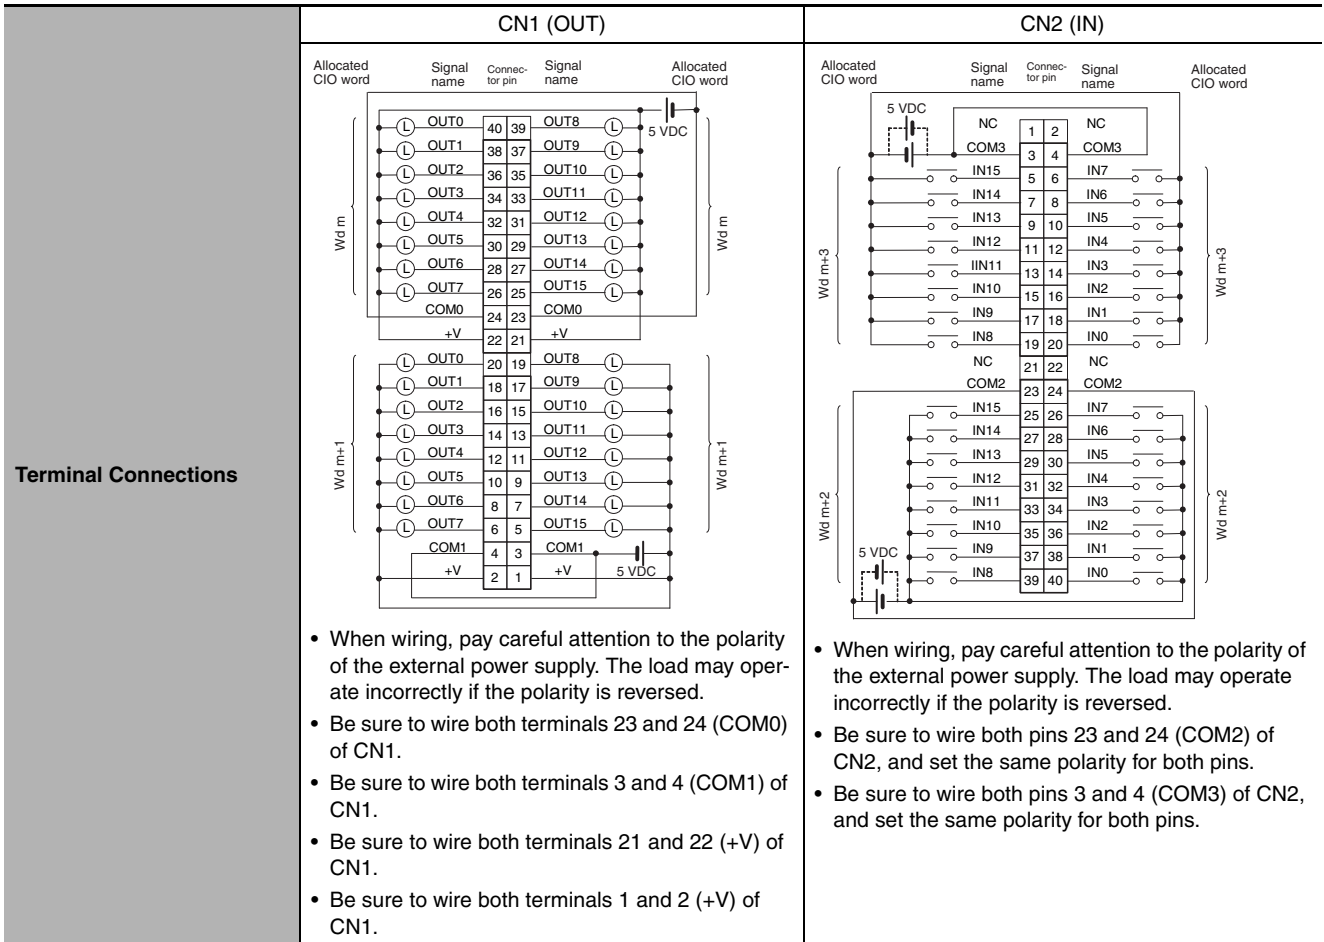 Terminal Connections
CN1 (OUT)
Allocated CIO word
Signal name
Connec-tor pin
Signal name
Allocated CIO word
5 VDC
OUT0 40 39 OUT8
OUT1 38 37 OUT9
OUT2 36 35 OUT10
OUT3 34 33 OUT11
OUT4 32 31 OUT12
OUT5 30 29 OUT13
OUT6 28 27 OUT14
OUT7 26 25 OUT15
COM0 24 23 COM0
+V 22 21 +V
L L
L L
L L
L L
L L
L L
L L
L L
Wd m
Wd m
OUT0 20 19 OUT8
OUT1 18 17 OUT9
OUT2 16 15 OUT10
OUT3 14 13 OUT11
OUT4 12 11 OUT12
OUT5 10 9 OUT13
OUT6 8 7 OUT14
OUT7 6 5 OUT15
COM1 4 3 COM1
+V 2 1 +V
L L
L L
L L
L L
L L
L L
L L
L L
5 VDC
Wd m+1
Wd m+1
• When wiring, pay careful attention to the polarity
of the external power supply. The load may oper-
ate incorrectly if the polarity is reversed.
• Be sure to wire both terminals 23 and 24 (COM0)
of CN1.
• Be sure to wire both terminals 3 and 4 (COM1) of
CN1.
• Be sure to wire both terminals 21 and 22 (+V) of
CN1.
• Be sure to wire both terminals 1 and 2 (+V) of
CN1.
CN2 (IN)
Allocated CIO word
Signal name
Connec-tor pin
Signal name
Allocated CIO word
5 VDC
NC 1 2 NC
COM3 3 4 COM3
IN15 5 6 IN7
IN14 7 8 IN6
IN13 9 10 IN5
IN12 11 12 IN4
IIN11 13 14 IN3
IN10 15 16 IN2
IN9 17 18 IN1
IN8 19 20 IN0
Wd m+3
Wd m+3
NC 21 22 NC
COM2 23 24 COM2
IN15 25 26 IN7
IN14 27 28 IN6
IN13 29 30 IN5
IN12 31 32 IN4
IN11 33 34 IN3
IN10 35 36 IN2
IN9 37 38 IN1
IN8 39 40 IN0
Wd m+2
Wd m+2
5 VDC
• When wiring, pay careful attention to the polarity of
the external power supply. The load may operate
incorrectly if the polarity is reversed.
• Be sure to wire both pins 23 and 24 (COM2) of
CN2, and set the same polarity for both pins.
• Be sure to wire both pins 3 and 4 (COM3) of CN2,
and set the same polarity for both pins.